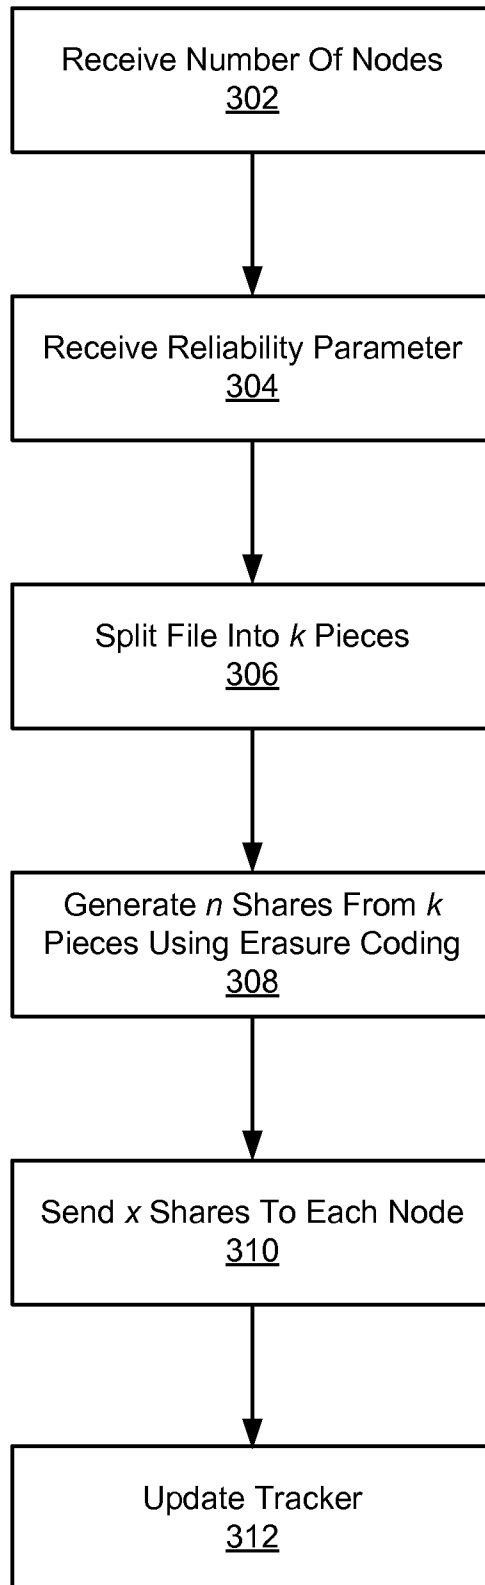 Receive Number Of Nodes
302
Receive Reliability Parameter
304
Split File Into k Pieces
306
Generate n Shares From k
Pieces Using Erasure Coding
308
Send x Shares To Each Node
310
Update Tracker
312